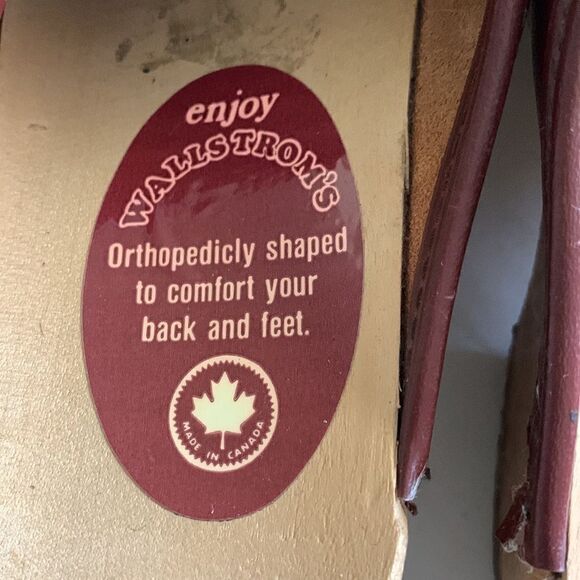 enjoy
WALLSTROM'S
Orthopedicly shaped
to comfort your
back and feet.
MADE IN CANADA